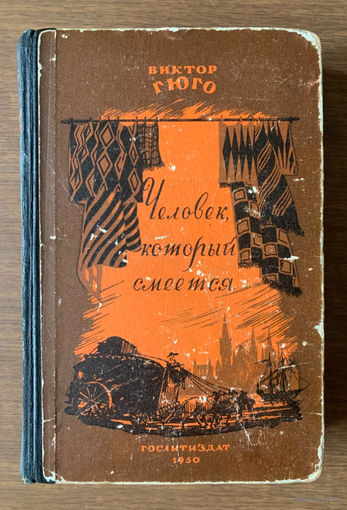 ВИКТОР
ГЮГО
Человек,
который
смеется
ГОСЛИТИЗДАТ
1950